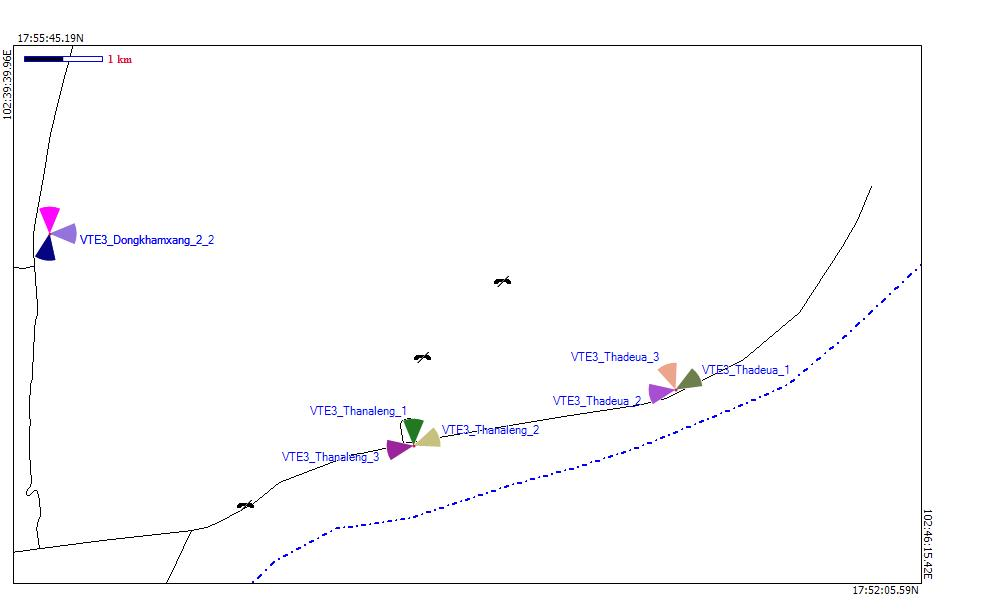 17:55:45.19N
102:39:39.96E
1 km
VTE3_Dongkhamxang_2_2
VTE3_Thadeua_3
VTE3_Thadeua_1
VTE3_Thadeua_2
VTE3_Thanaleng_1
VTE3_Thanaleng_2
VTE3_Thanaleng_3
102:46:15.42E
17:52:05.59N